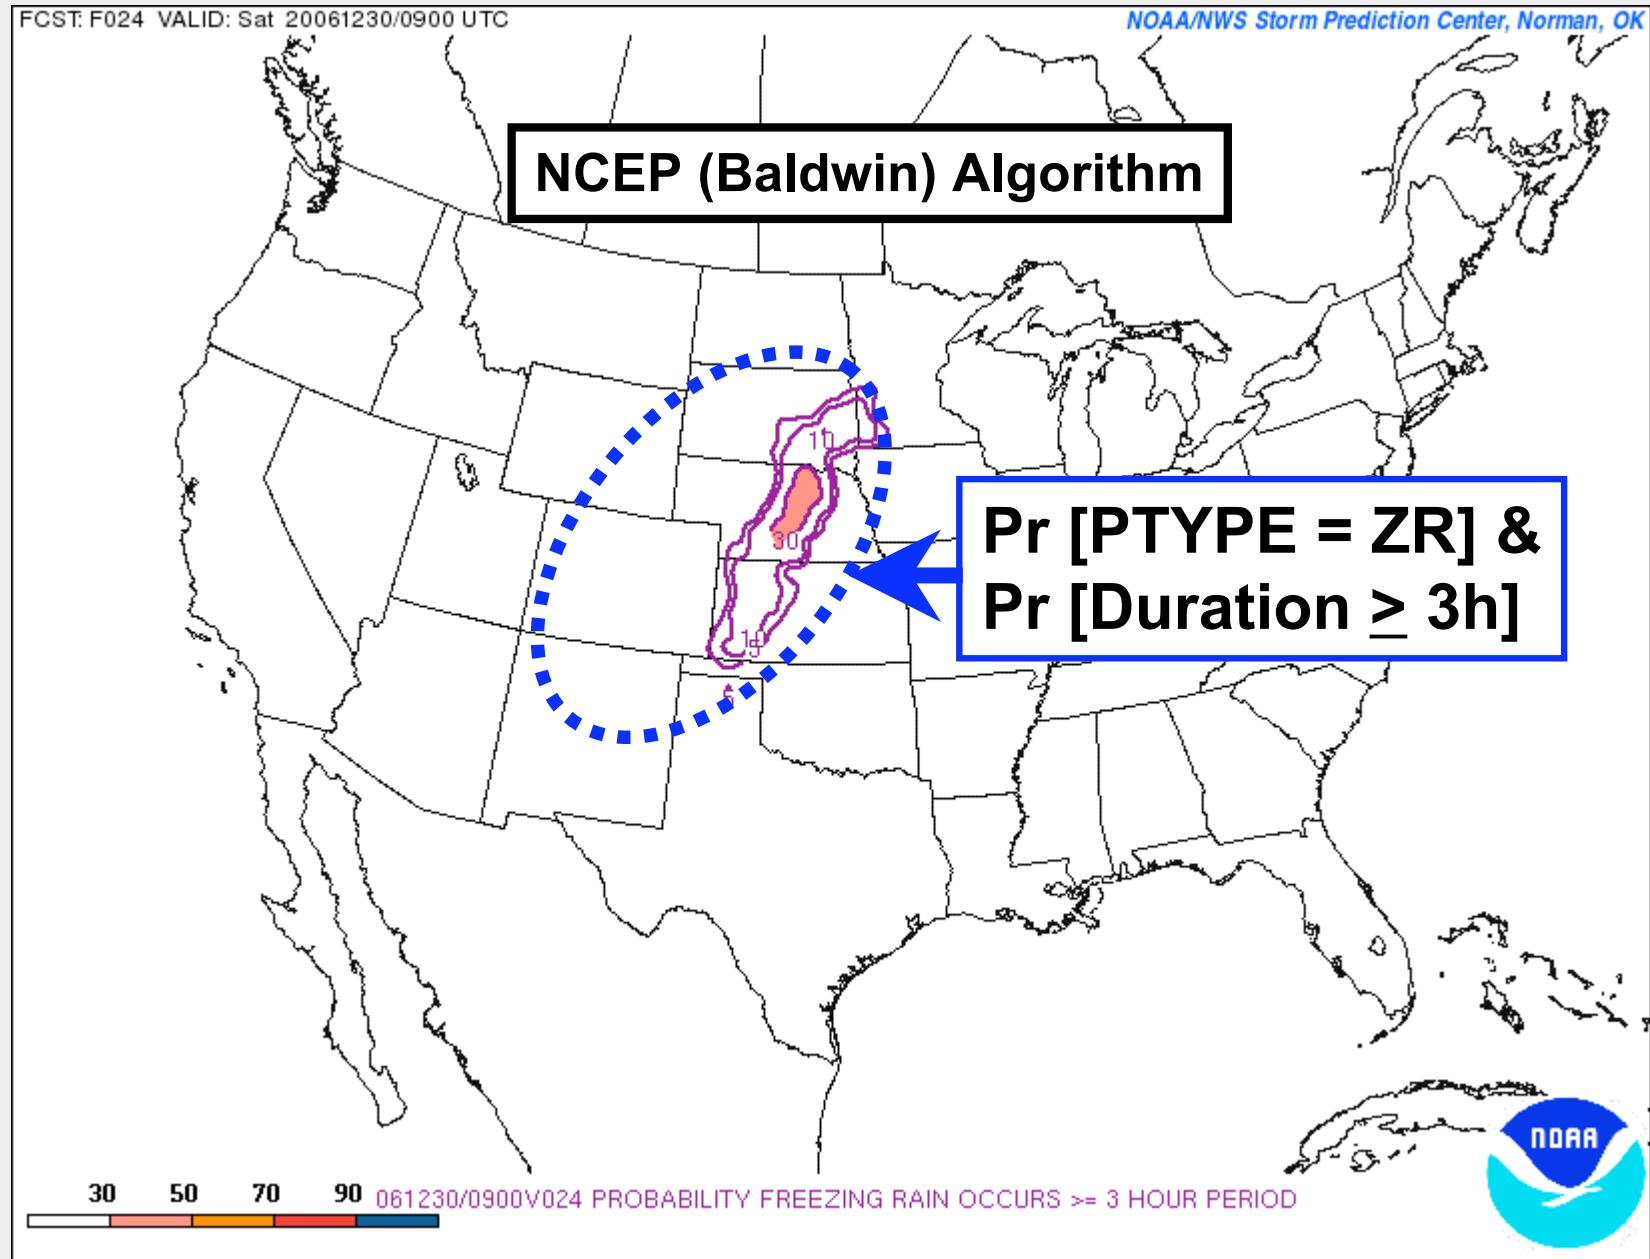 FCST: F024 VALID: Sat 20061230/0900 UTC
NOAA/NWS Storm Prediction Center, Norman, OK
NCEP (Baldwin) Algorithm
10
30
Pr [PTYPE = ZR] &
Pr [Duration ≥ 3h]
10
5
5
NOAA
30 50 70 90
061230/0900V024 PROBABILITY FREEZING RAIN OCCURS >= 3 HOUR PERIOD